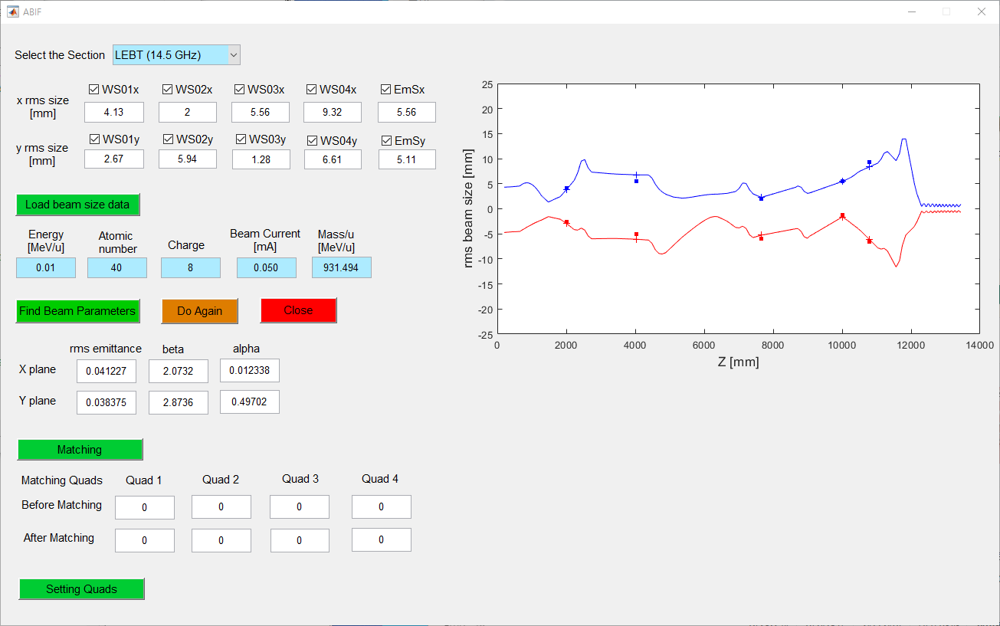 ABIF
Select the Section LEBT (14.5 GHz)
WS01x WS02x WS03x WS04x EmSx
x rms size
[mm]
4.13 2 5.56 9.32 5.56
WS01y WS02y WS03y WS04y EmSy
y rms size
[mm]
2.67 5.94 1.28 6.61 5.11
Load beam size data
Energy
[MeV/u]
Atomic
number
Charge
Beam Current
[mA]
Mass/u
[MeV/u]
0.01 40 8 0.050 931.494
Find Beam Parameters Do Again Close
rms emittance beta alpha
X plane 0.041227 2.0732 0.012338
Y plane 0.038375 2.8736 0.49702
Matching
Matching Quads Quad 1 Quad 2 Quad 3 Quad 4
Before Matching 0 0 0 0
After Matching 0 0 0 0
Setting Quads
rms beam size [mm]
25
20
15
10
5
0
-5
-10
-15
-20
-25
0 2000 4000 6000 8000 10000 12000 14000
Z [mm]